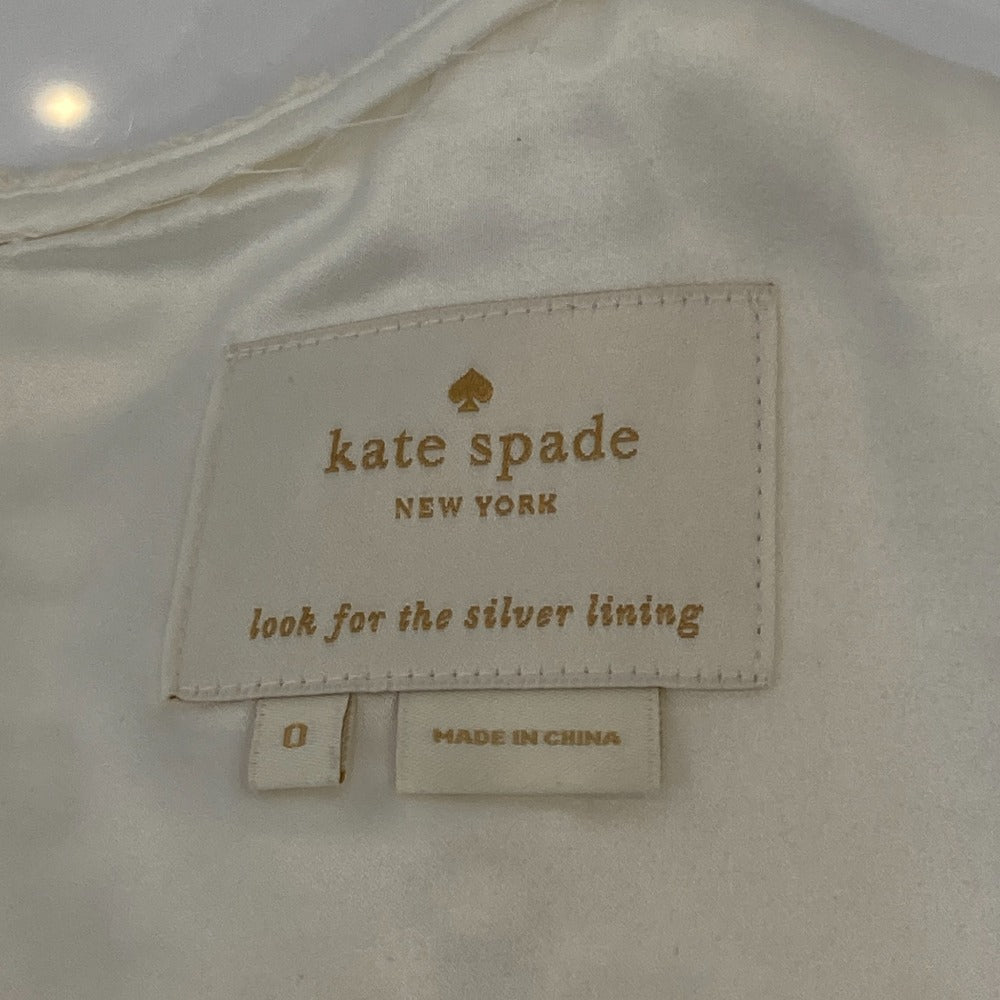 kate spade
NEW YORK
look for the silver lining
0
MADE IN CHINA